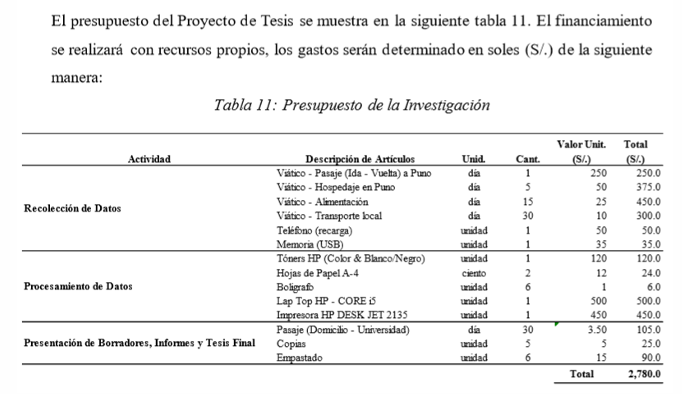 El presupuesto del Proyecto de Tesis se muestra en la siguiente tabla 11. El financiamiento
se realizará con recursos propios, los gastos serán determinado en soles (S/.) de la siguiente
manera:
Tabla 11: Presupuesto de la Investigación
Actividad Descripción de Artículos Unid. Cant. Valor Unit. (S/.) Total (S/.)
Recolección de Datos
Viático - Pasaje (Ida - Vuelta) a Puno día 1 250 250.0
Viático - Hospedaje en Puno día 5 50 375.0
Viático - Alimentación día 15 25 450.0
Viático - Transporte local día 30 10 300.0
Teléfono (recarga) unidad 1 50 50.0
Memoria (USB) unidad 1 35 35.0
Procesamiento de Datos
Tóners HP (Color & Blanco/Negro) unidad 1 120 120.0
Hojas de Papel A-4 ciento 2 12 24.0
Bolígrafo unidad 6 1 6.0
Lap Top HP - CORE i5 unidad 1 500 500.0
Impresora HP DESK JET 2135 unidad 1 450 450.0
Presentación de Borradores, Informes y Tesis Final
Pasaje (Domicilio - Universidad) día 30 3.50 105.0
Copias unidad 5 5 25.0
Empastado unidad 6 15 90.0
Total 2,780.0